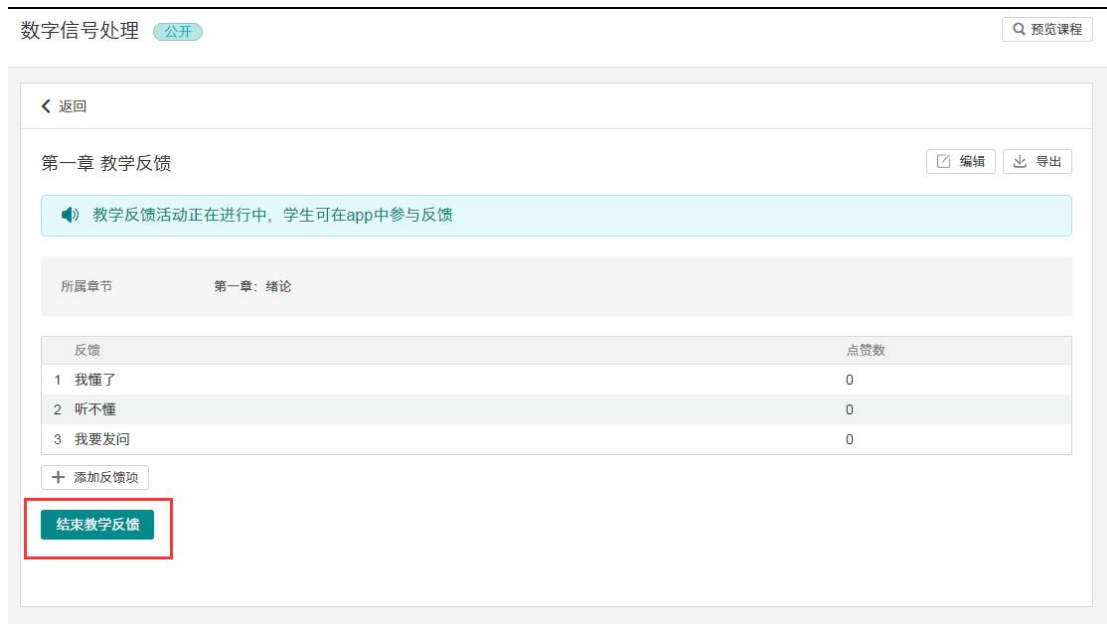 数字信号处理 公开 预览课程
返回
第一章 教学反馈 编辑 导出
教学反馈活动正在进行中，学生可在app中参与反馈
所属章节 第一章：绪论
反馈 点赞数
1 我懂了 0
2 听不懂 0
3 我要发问 0
添加反馈项
结束教学反馈